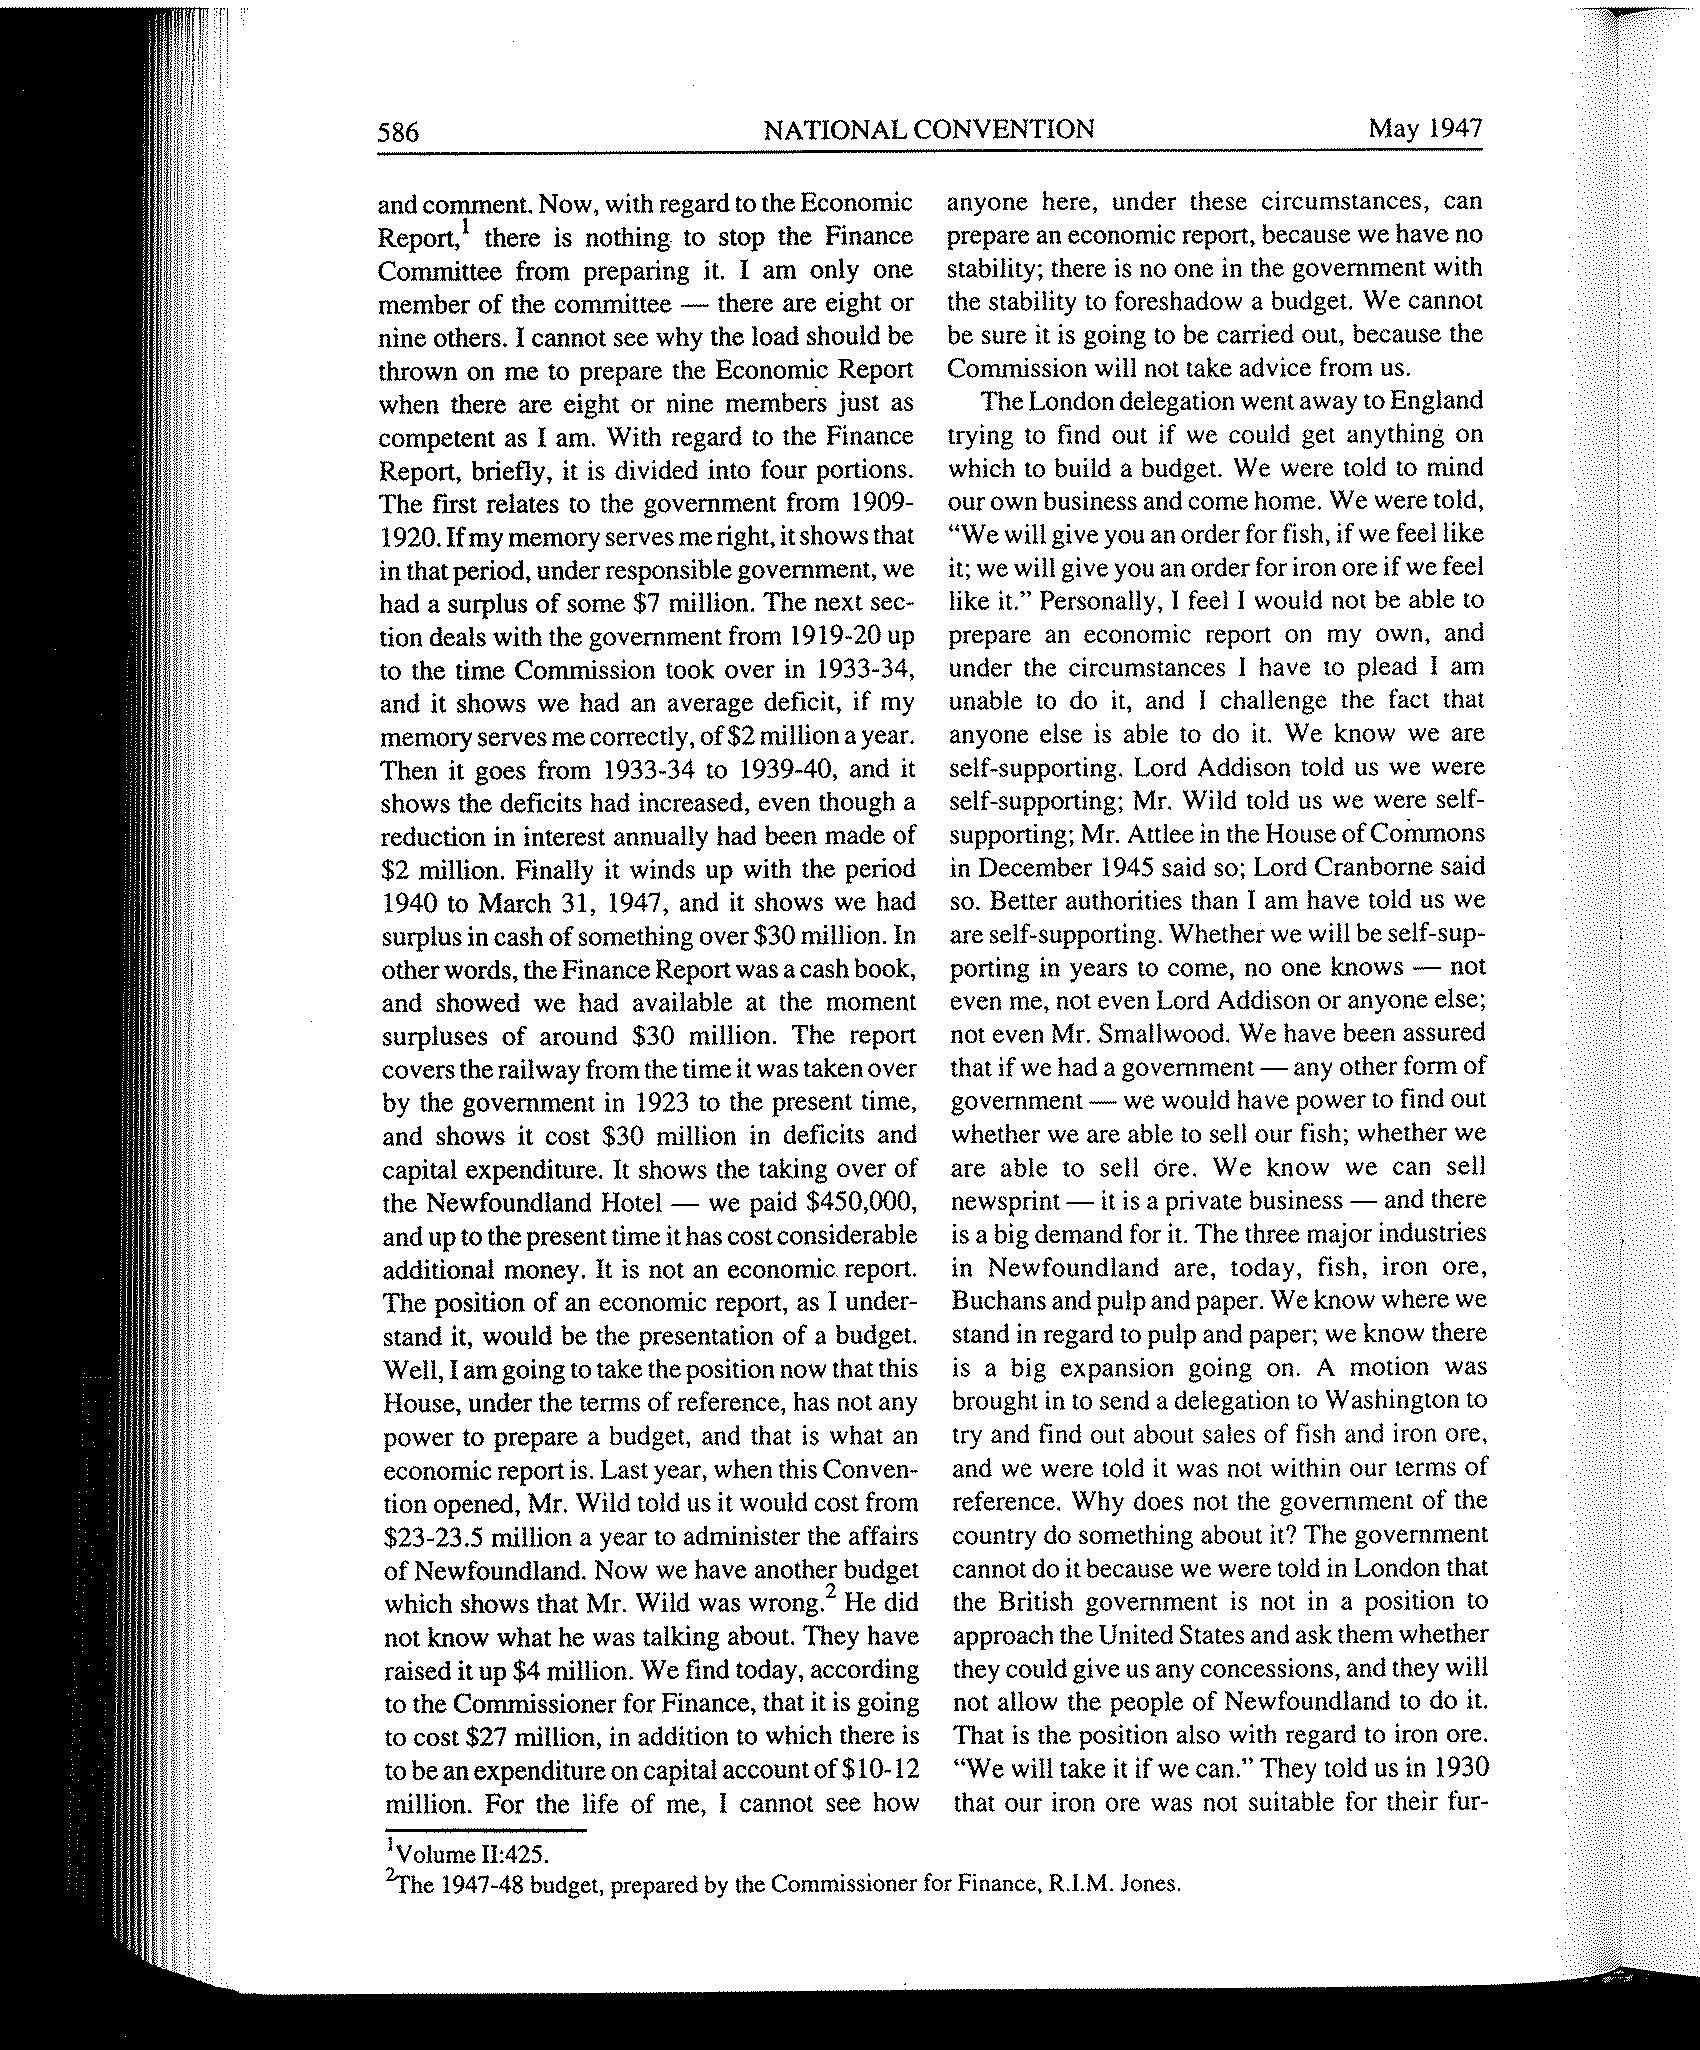 586 NATIONAL CONVENTION May 1947
and comment. Now, with regard to the Economic
Report,¹ there is nothing to stop the Finance
Committee from preparing it. I am only one
member of the committee — there are eight or
nine others. I cannot see why the load should be
thrown on me to prepare the Economic Report
when there are eight or nine members just as
competent as I am. With regard to the Finance
Report, briefly, it is divided into four portions.
The first relates to the government from 1909-
1920. If my memory serves me right, it shows that
in that period, under responsible government, we
had a surplus of some $7 million. The next sec-
tion deals with the government from 1919-20 up
to the time Commission took over in 1933-34,
and it shows we had an average deficit, if my
memory serves me correctly, of $2 million a year.
Then it goes from 1933-34 to 1939-40, and it
shows the deficits had increased, even though a
reduction in interest annually had been made of
$2 million. Finally it winds up with the period
1940 to March 31, 1947, and it shows we had
surplus in cash of something over $30 million. In
other words, the Finance Report was a cash book,
and showed we had available at the moment
surpluses of around $30 million. The report
covers the railway from the time it was taken over
by the government in 1923 to the present time,
and shows it cost $30 million in deficits and
capital expenditure. It shows the taking over of
the Newfoundland Hotel — we paid $450,000,
and up to the present time it has cost considerable
additional money. It is not an economic report.
The position of an economic report, as I under-
stand it, would be the presentation of a budget.
Well, I am going to take the position now that this
House, under the terms of reference, has not any
power to prepare a budget, and that is what an
economic report is. Last year, when this Conven-
tion opened, Mr. Wild told us it would cost from
$23-23.5 million a year to administer the affairs
of Newfoundland. Now we have another budget
which shows that Mr. Wild was wrong.² He did
not know what he was talking about. They have
raised it up $4 million. We find today, according
to the Commissioner for Finance, that it is going
to cost $27 million, in addition to which there is
to be an expenditure on capital account of $10-12
million. For the life of me, I cannot see how
anyone here, under these circumstances, can
prepare an economic report, because we have no
stability; there is no one in the government with
the stability to foreshadow a budget. We cannot
be sure it is going to be carried out, because the
Commission will not take advice from us.
The London delegation went away to England
trying to find out if we could get anything on
which to build a budget. We were told to mind
our own business and come home. We were told,
“We will give you an order for fish, if we feel like
it; we will give you an order for iron ore if we feel
like it.” Personally, I feel I would not be able to
prepare an economic report on my own, and
under the circumstances I have to plead I am
unable to do it, and I challenge the fact that
anyone else is able to do it. We know we are
self-supporting. Lord Addison told us we were
self-supporting; Mr. Wild told us we were self-
supporting; Mr. Attlee in the House of Commons
in December 1945 said so; Lord Cranborne said
so. Better authorities than I am have told us we
are self-supporting. Whether we will be self-sup-
porting in years to come, no one knows — not
even me, not even Lord Addison or anyone else;
not even Mr. Smallwood. We have been assured
that if we had a government — any other form of
government — we would have power to find out
whether we are able to sell our fish; whether we
are able to sell ore. We know we can sell
newsprint — it is a private business — and there
is a big demand for it. The three major industries
in Newfoundland are, today, fish, iron ore,
Buchans and pulp and paper. We know where we
stand in regard to pulp and paper; we know there
is a big expansion going on. A motion was
brought in to send a delegation to Washington to
try and find out about sales of fish and iron ore,
and we were told it was not within our terms of
reference. Why does not the government of the
country do something about it? The government
cannot do it because we were told in London that
the British government is not in a position to
approach the United States and ask them whether
they could give us any concessions, and they will
not allow the people of Newfoundland to do it.
That is the position also with regard to iron ore.
“We will take it if we can.” They told us in 1930
that our iron ore was not suitable for their fur-
¹Volume II:425.
²The 1947-48 budget, prepared by the Commissioner for Finance, R.I.M. Jones.